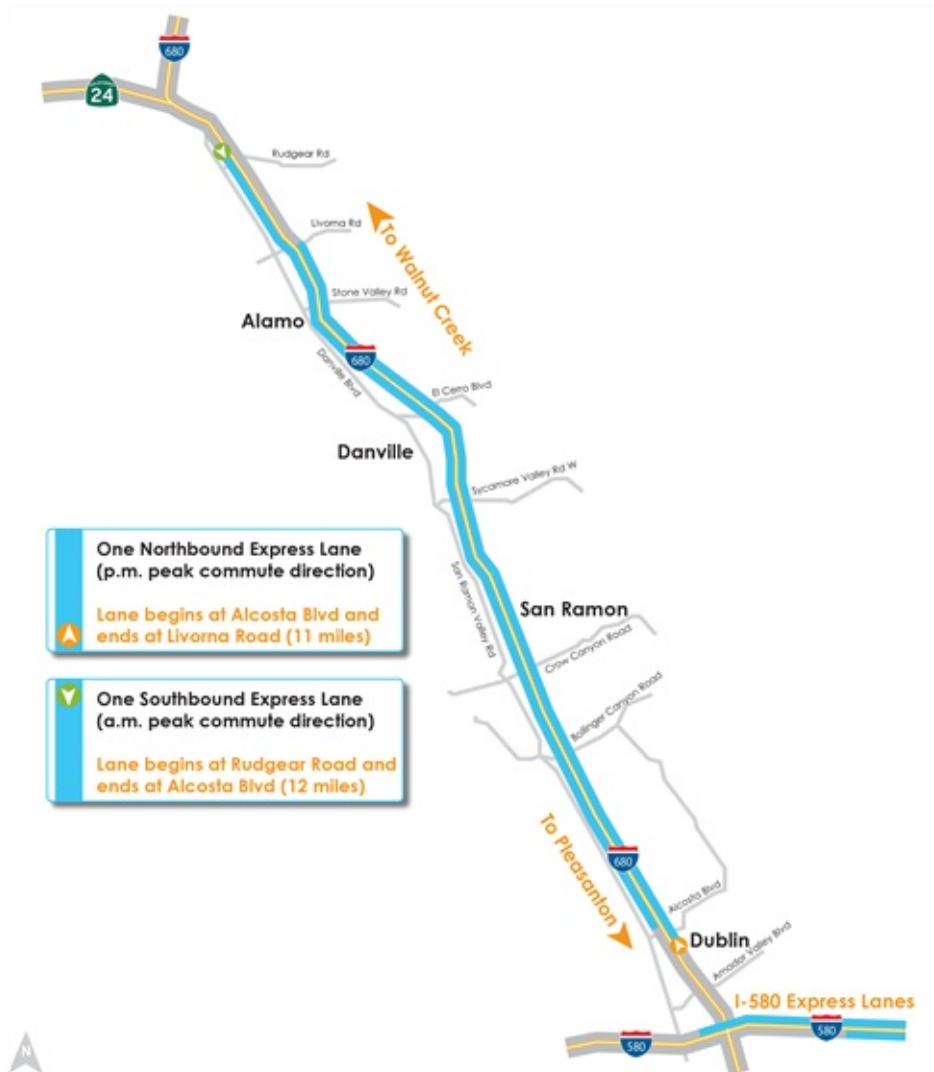 680
24
Rudgear Rd
Livorna Rd
To Walnut Creek
Stone Valley Rd
Alamo
680
Danville Blvd
El Cerro Blvd
Danville
Sycamore Valley Rd W
One Northbound Express Lane
(p.m. peak commute direction)
Lane begins at Alcosta Blvd and
ends at Livorna Road (11 miles)
San Ramon Valley Rd
San Ramon
Crow Canyon Road
Bollinger Canyon Road
One Southbound Express Lane
(a.m. peak commute direction)
Lane begins at Rudgear Road and
ends at Alcosta Blvd (12 miles)
To Pleasanton
680
Alcosta Blvd
Dublin
Amador Valley Blvd
I-580 Express Lanes
580
580
N